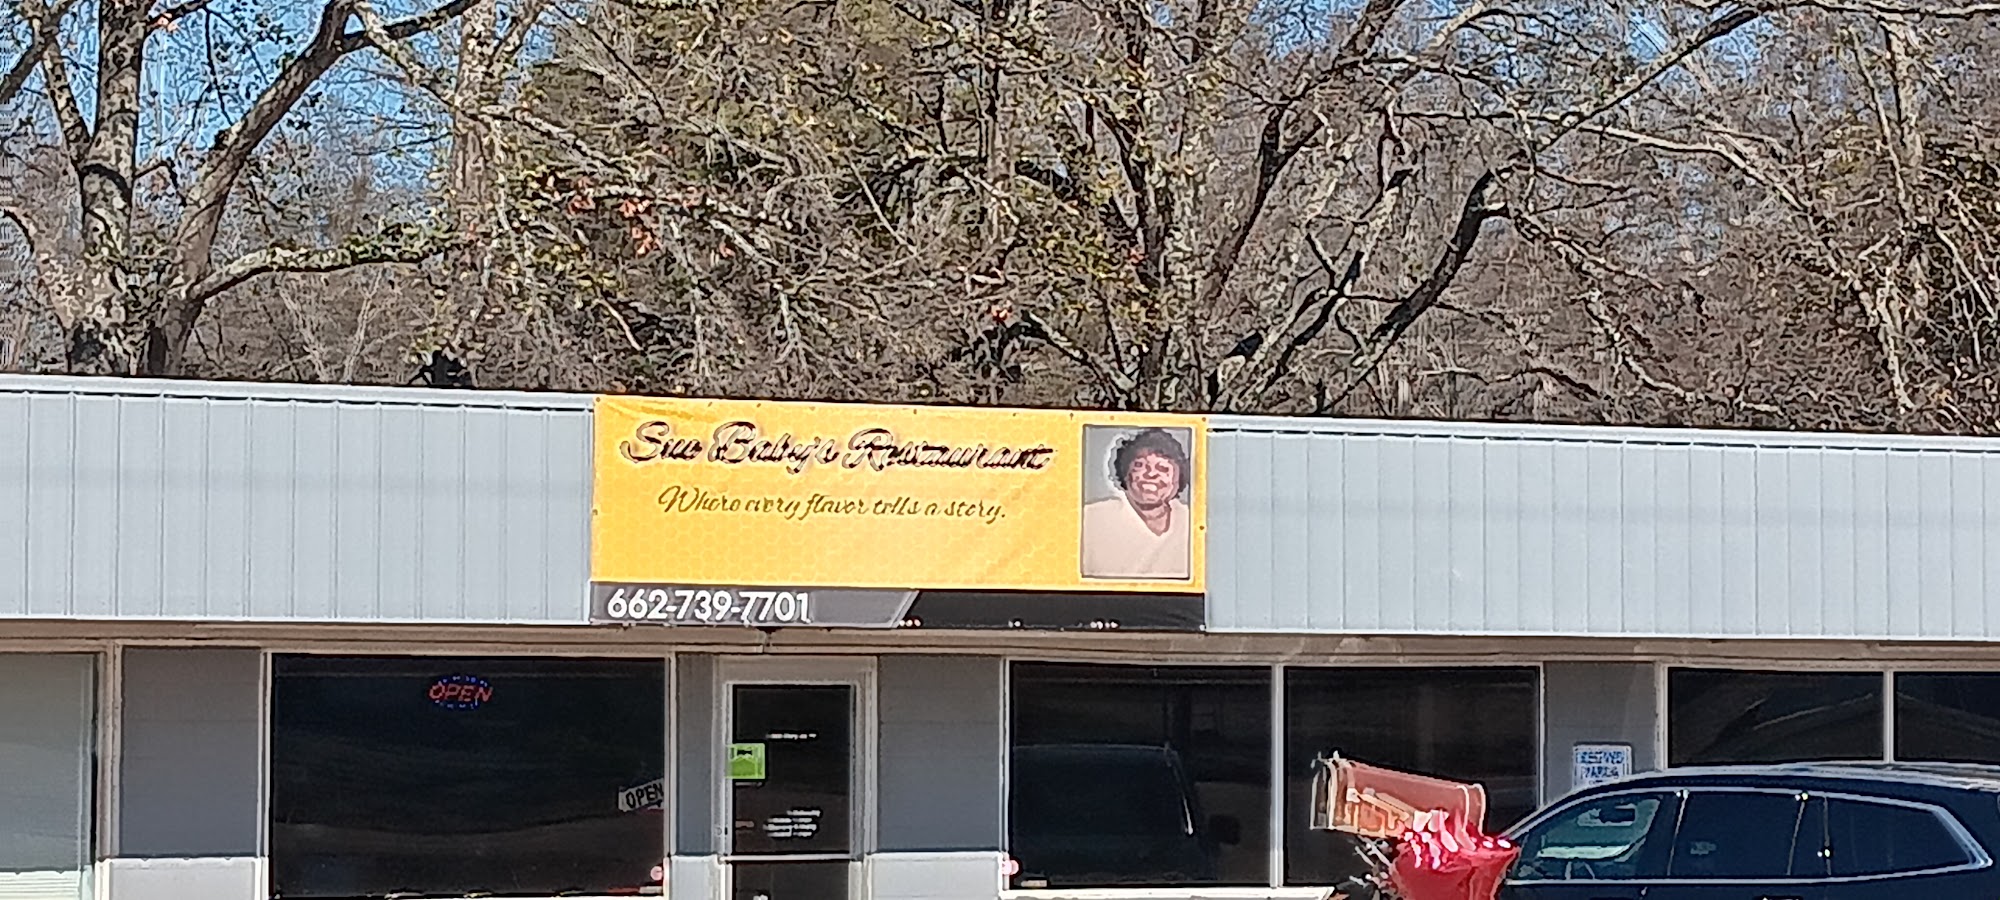 Sue Baby's Restaurant
Where every flavor tells a story.
662-739-7701
OPEN
OPEN